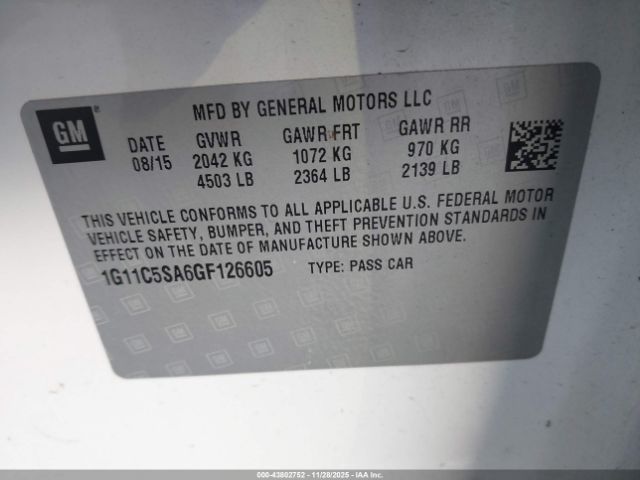 GM
MFD BY GENERAL MOTORS LLC
DATE GVWR GAWR FRT GAWR RR
08/15 2042 KG 1072 KG 970 KG
4503 LB 2364 LB 2139 LB
THIS VEHICLE CONFORMS TO ALL APPLICABLE U.S. FEDERAL MOTOR
VEHICLE SAFETY, BUMPER, AND THEFT PREVENTION STANDARDS IN
EFFECT ON THE DATE OF MANUFACTURE SHOWN ABOVE.
1G11C5SA6GF126605 TYPE: PASS CAR
000-43802752 - 11/28/2025 - IAAI.COM